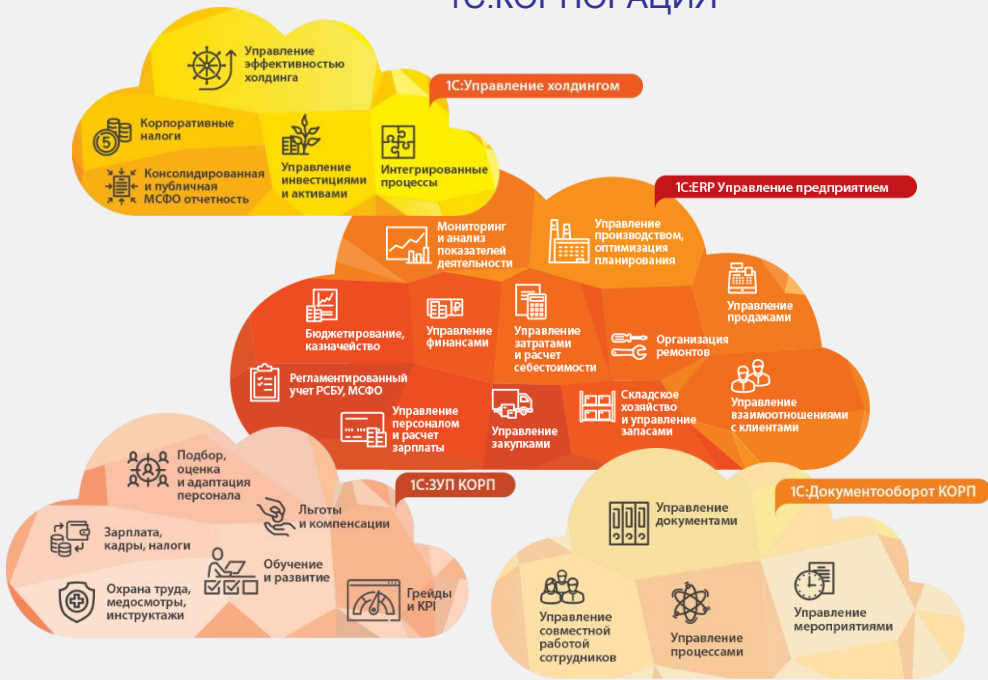 1С:КОРПОРАЦИЯ
Управление
эффективностью
холдинга
1С:Управление холдингом
Корпоративные
налоги
5
Консолидированная
и публичная
МСФО отчетность
Управление
инвестициями
и активами
Интегрированные
процессы
1С:ERP Управление предприятием
Мониторинг
и анализ
показателей
деятельности
Управление
производством,
оптимизация
планирования
Управление
продажами
Бюджетирование,
казначейство
₽
Управление
финансами
Управление
затратами
и расчет
себестоимости
Организация
ремонтов
Регламентированный
учет РСБУ, МСФО
Управление
персоналом
и расчет
зарплаты
Управление
закупками
Складское
хозяйство
и управление
запасами
Управление
взаимоотношениями
с клиентами
1С:ЗУП КОРП
Подбор,
оценка
и адаптация
персонала
Льготы
и компенсации
Зарплата,
кадры, налоги
Обучение
и развитие
Охрана труда,
медосмотры,
инструктажи
Грейды
и KPI
1С:Документооборот КОРП
Управление
документами
Управление
совместной
работой
сотрудников
Управление
процессами
Управление
мероприятиями